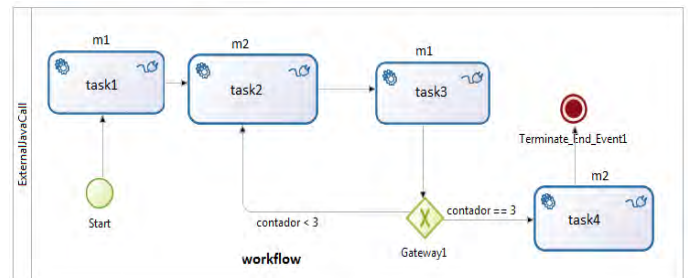 ExternalJavaCall
m1
task1
m2
task2
m1
task3
Terminate_End_Event1
m2
task4
Start
contador < 3
contador == 3
Gateway1
workflow